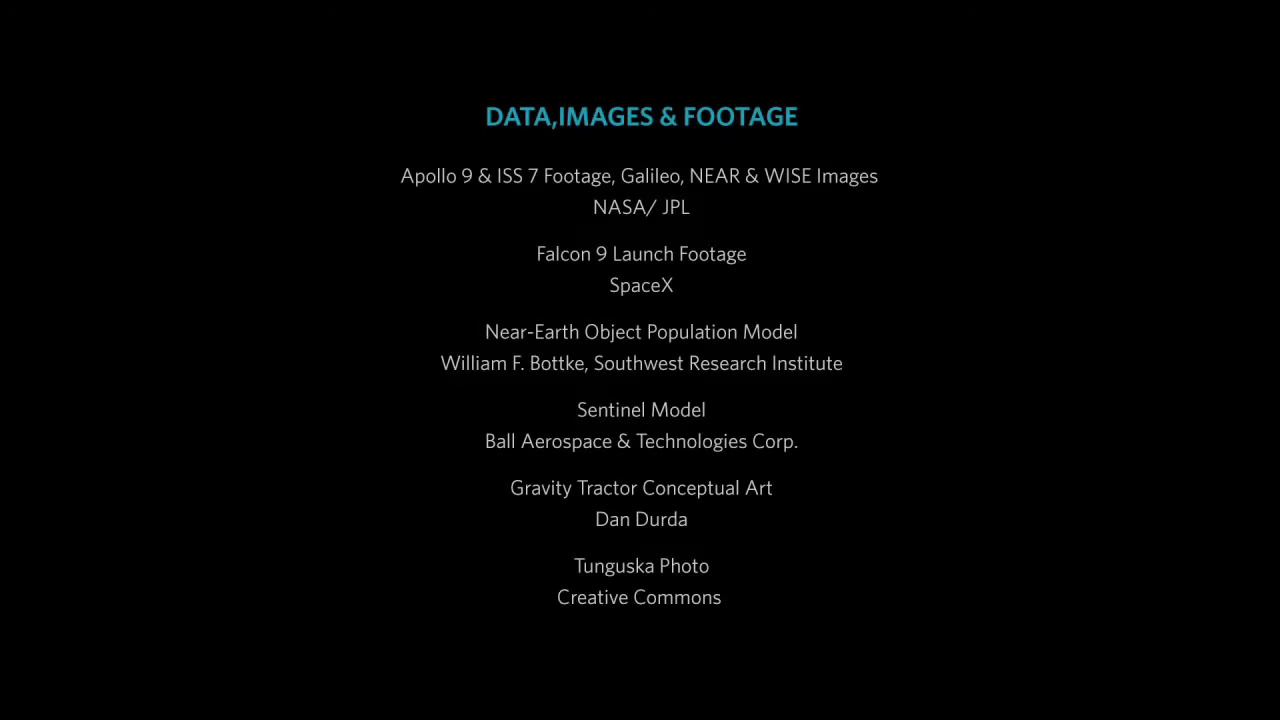 DATA,IMAGES & FOOTAGE
Apollo 9 & ISS 7 Footage, Galileo, NEAR & WISE Images
NASA/ JPL
Falcon 9 Launch Footage
SpaceX
Near-Earth Object Population Model
William F. Bottke, Southwest Research Institute
Sentinel Model
Ball Aerospace & Technologies Corp.
Gravity Tractor Conceptual Art
Dan Durda
Tunguska Photo
Creative Commons